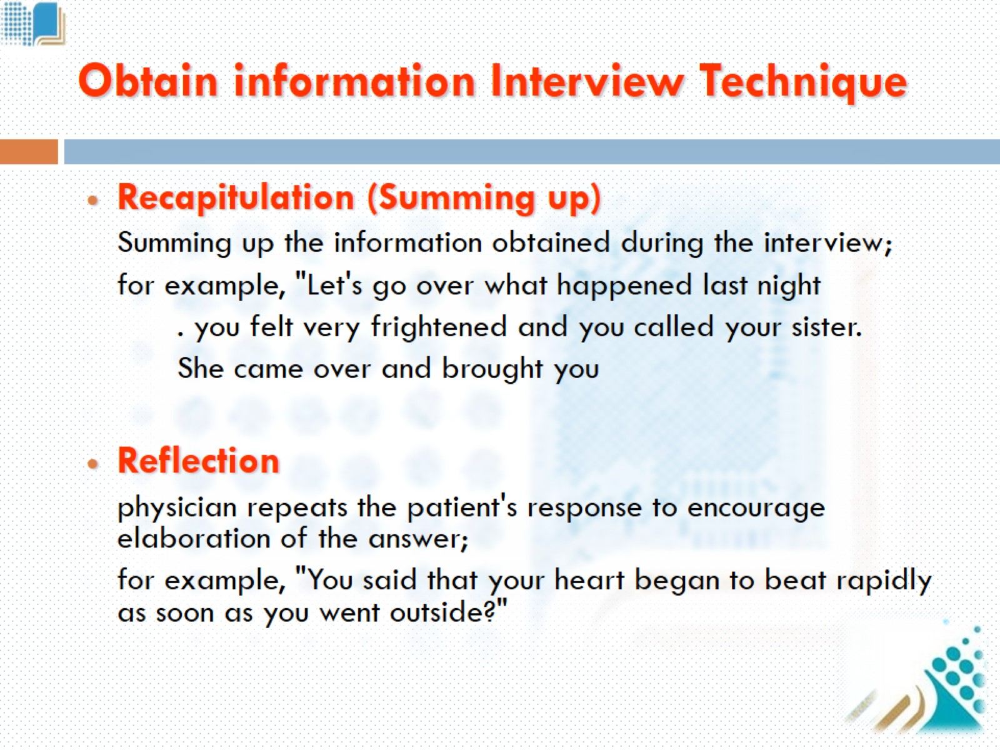 Obtain information Interview Technique
• Recapitulation (Summing up)
Summing up the information obtained during the interview;
for example, "Let's go over what happened last night
. you felt very frightened and you called your sister.
She came over and brought you
• Reflection
physician repeats the patient's response to encourage
elaboration of the answer;
for example, "You said that your heart began to beat rapidly
as soon as you went outside?"